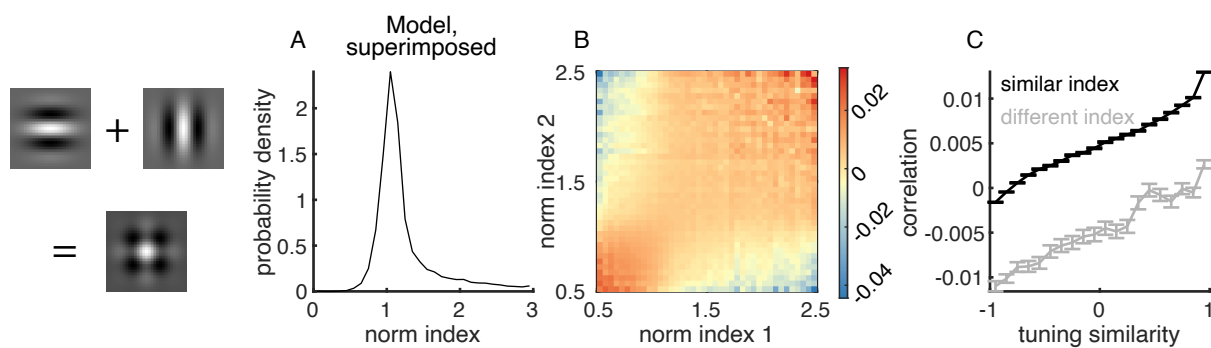 +
=
A
Model,
superimposed
probability density
2
1.5
1
0.5
0
0
1
2
3
norm index
B
norm index 2
2.5
1.5
0.5
0.5
1.5
2.5
norm index 1
0.02
0
-0.02
-0.04
C
similar index
different index
correlation
0.01
0.005
0
-0.005
-0.01
-1
0
1
tuning similarity